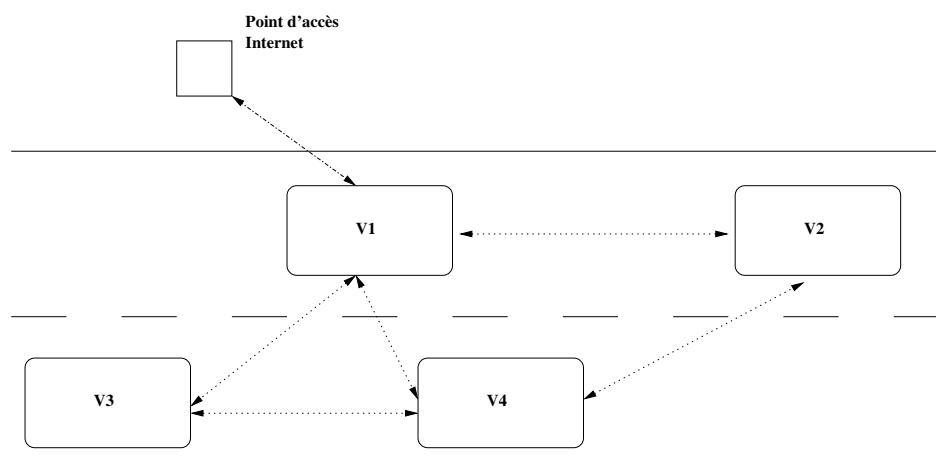 Point d'accès
Internet
V1
V2
V3
V4